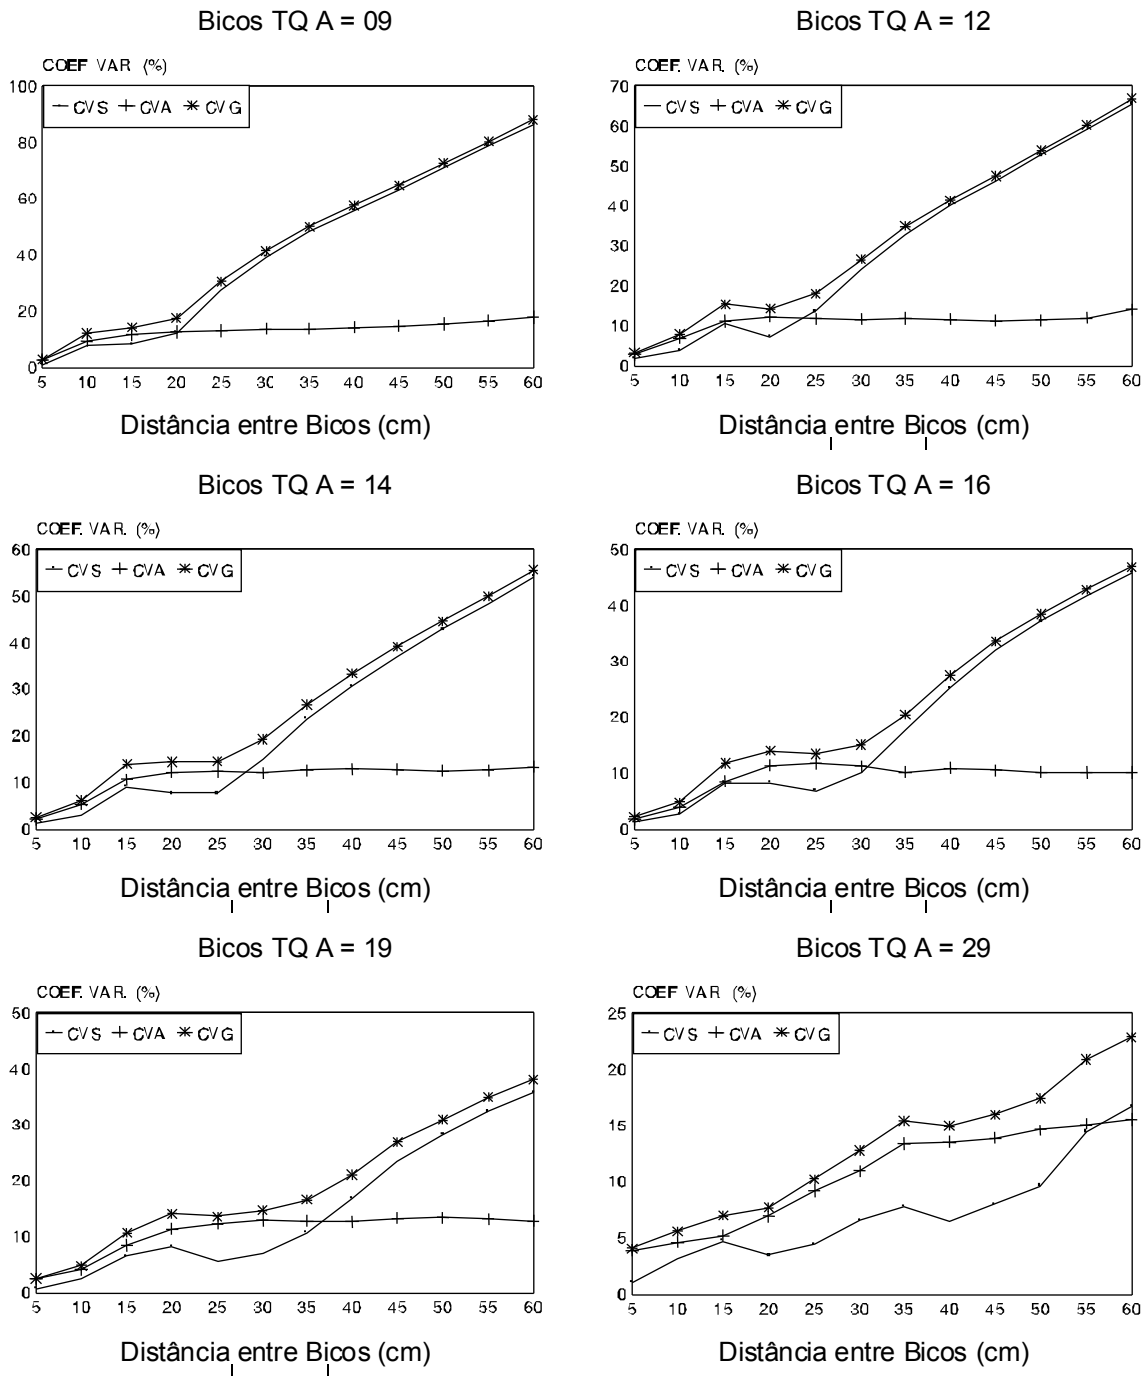 Bicos TQ A = 09
COEF VAR (%)
CVS CVA CVG
100
80
60
40
20
0
5 10 15 20 25 30 35 40 45 50 55 60
Distância entre Bicos (cm)
Bicos TQ A = 12
COEF. VAR. (%)
CVS CVA CVG
70
60
50
40
30
20
10
0
5 10 15 20 25 30 35 40 45 50 55 60
Distância entre Bicos (cm)
Bicos TQ A = 14
COEF. VAR. (%)
CVS CVA CVG
60
50
40
30
20
10
0
5 10 15 20 25 30 35 40 45 50 55 60
Distância entre Bicos (cm)
Bicos TQ A = 16
COEF. VAR. (%)
CVS CVA CVG
50
40
30
20
10
0
5 10 15 20 25 30 35 40 45 50 55 60
Distância entre Bicos (cm)
Bicos TQ A = 19
COEF. VAR. (%)
CVS CVA CVG
50
40
30
20
10
0
5 10 15 20 25 30 35 40 45 50 55 60
Distância entre Bicos (cm)
Bicos TQ A = 29
COEF VAR (%)
CVS CVA CVG
25
20
15
10
5
0
5 10 15 20 25 30 35 40 45 50 55 60
Distância entre Bicos (cm)